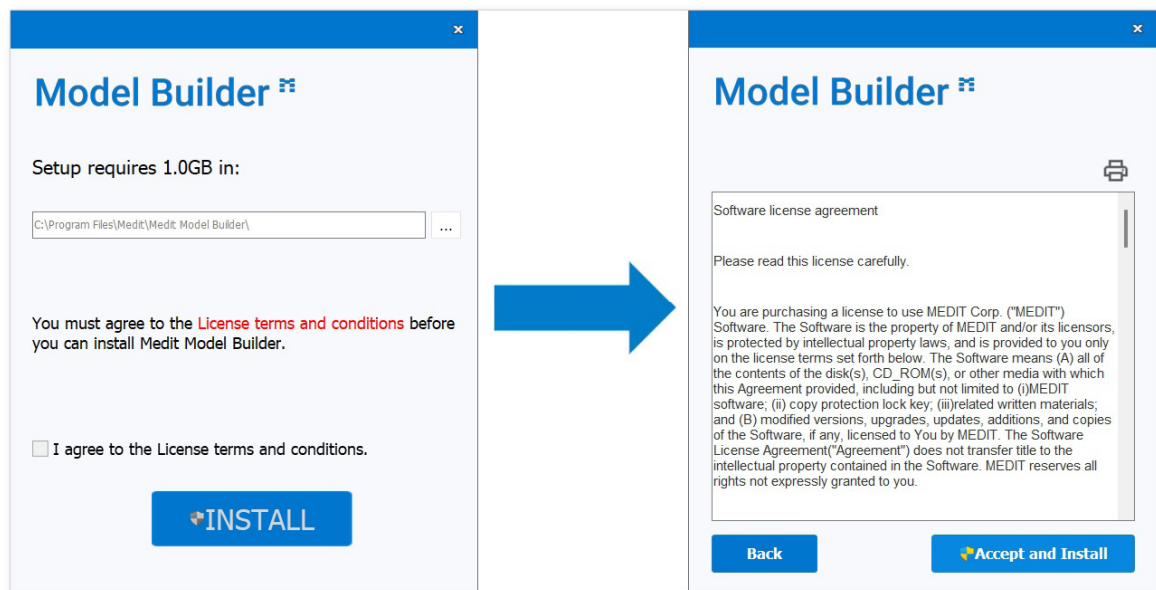 Model Builder
Setup requires 1.0GB in:
C:\Program Files\Medit\Medit Model Builder\
...
You must agree to the License terms and conditions before
you can install Medit Model Builder.
I agree to the License terms and conditions.
INSTALL
Model Builder
Software license agreement
Please read this license carefully.
You are purchasing a license to use MEDIT Corp. ("MEDIT")
Software. The Software is the property of MEDIT and/or its licensors,
is protected by intellectual property laws, and is provided to you only
on the license terms set forth below. The Software means (A) all of
the contents of the disk(s), CD_ROM(s), or other media with which
this Agreement provided, including but not limited to (i)MEDIT
software; (ii) copy protection lock key; (iii)related written materials;
and (B) modified versions, upgrades, updates, additions, and copies
of the Software, if any, licensed to You by MEDIT. The Software
License Agreement("Agreement") does not transfer title to the
intellectual property contained in the Software. MEDIT reserves all
rights not expressly granted to you.
Back
Accept and Install